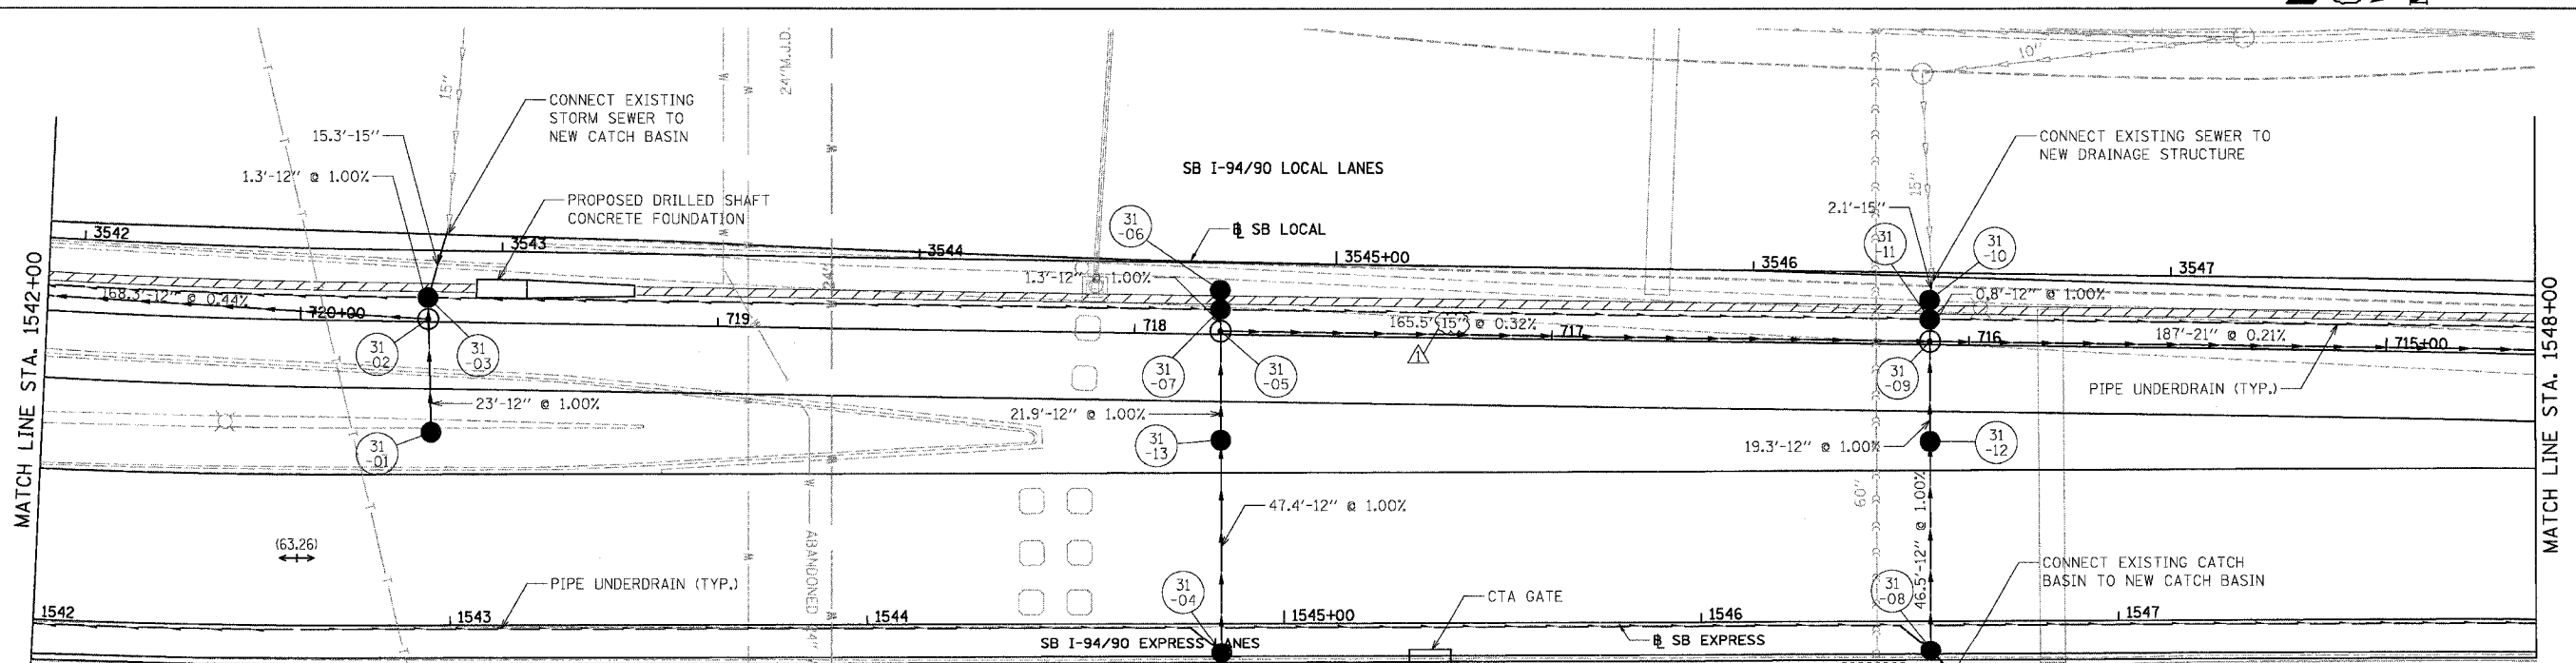 10"
15"
24"M.J.D.
CONNECT EXISTING
STORM SEWER TO
NEW CATCH BASIN
15.3'-15"
1.3'-12" @ 1.00%
PROPOSED DRILLED SHAFT
CONCRETE FOUNDATION
SB I-94/90 LOCAL LANES
CONNECT EXISTING SEWER TO
NEW DRAINAGE STRUCTURE
15"
2.1'-15"
31
-06
31
-11
31
-10
3542
3543
3544
℄ SB LOCAL
3545+00
3546
3547
MATCH LINE STA. 1542+00
MATCH LINE STA. 1548+00
168.3'-12" @ 0.44%
24"
1.3'-12" @ 1.00%
0.8'-12" @ 1.00%
720+00
719
718
165.5' 15" @ 0.32%
717
716
187'-21" @ 0.21%
715+00
1
31
-02
31
-03
31
-07
31
-05
31
-09
PIPE UNDERDRAIN (TYP.)
23'-12" @ 1.00%
21.9'-12" @ 1.00%
31
-01
31
-13
19.3'-12" @ 1.00%
31
-12
47.4'-12" @ 1.00%
60"
46.5'-12" @ 1.00%
(63.26)
ABANDONED
PIPE UNDERDRAIN (TYP.)
31
-04
CTA GATE
31
-08
CONNECT EXISTING CATCH
BASIN TO NEW CATCH BASIN
1542
1543
1544
1545+00
1546
1547
SB I-94/90 EXPRESS LANES
℄ SB EXPRESS